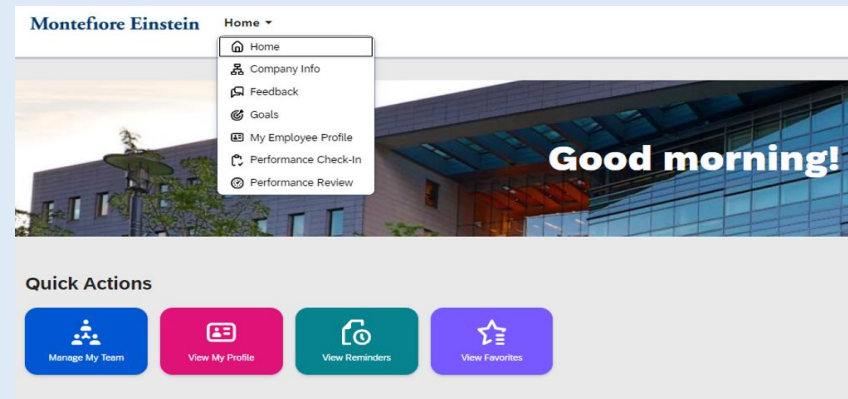 Montefiore Einstein Home
Home
Company Info
Feedback
Goals
My Employee Profile
Performance Check-In
Performance Review
Good morning!
Quick Actions
Manage My Team
View My Profile
View Reminders
View Favorites